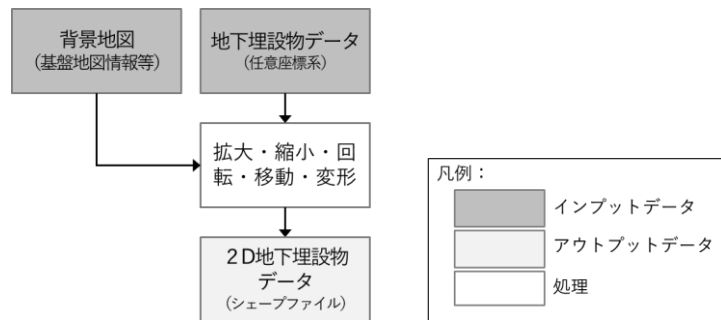 背景地図
（基盤地図情報等）
地下埋設物データ
（任意座標系）
拡大・縮小・回
転・移動・変形
２D地下埋設物
データ
（シェープファイル）
凡例：
インプットデータ
アウトプットデータ
処理